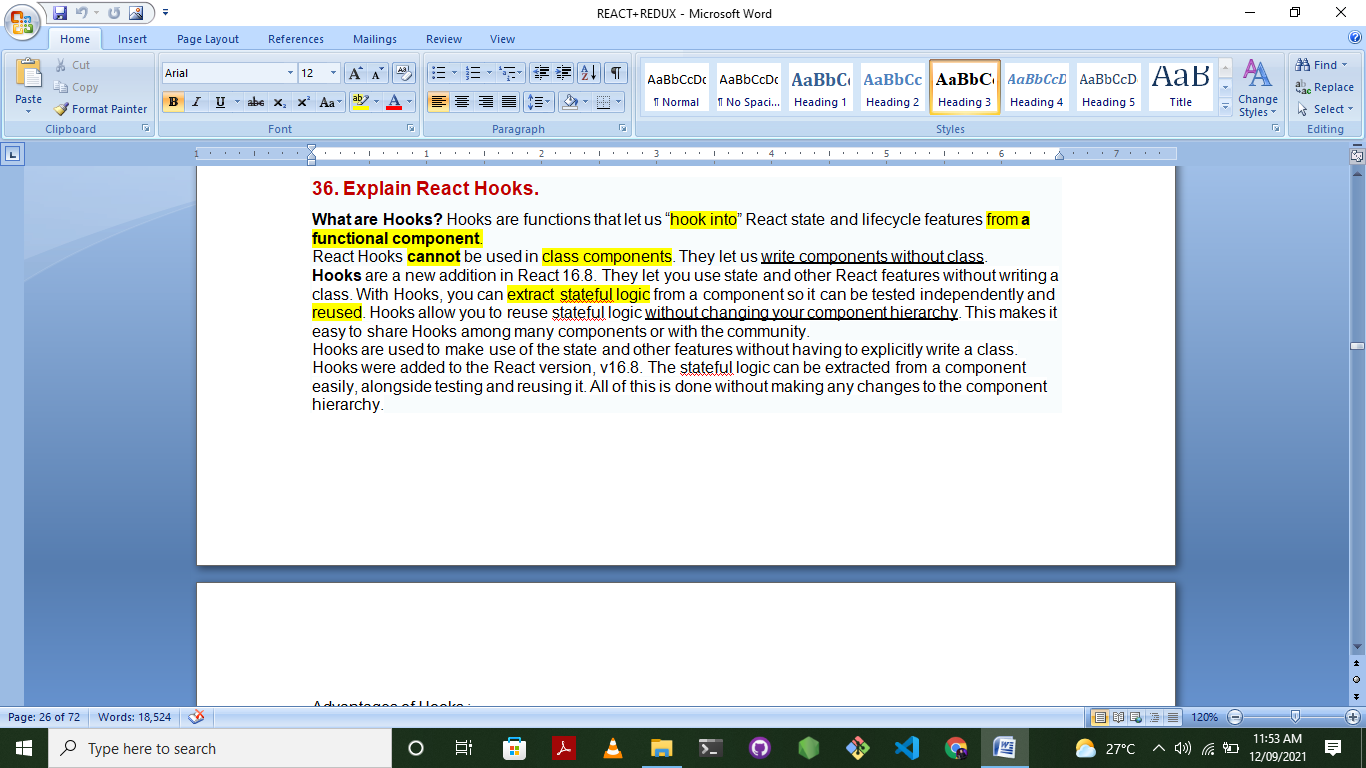 REACT+REDUX - Microsoft Word
Home Insert Page Layout References Mailings Review View
Paste
Cut
Copy
Format Painter
Clipboard
Arial 12
B I U abc x₂ x² Aa
Font
Paragraph
AaBbCcDc AaBbCcDc AaBbC AaBbCc AaBbC AaBbCcD AaBbCcD AaB
¶ Normal ¶ No Spaci... Heading 1 Heading 2 Heading 3 Heading 4 Heading 5 Title
Change Styles
Styles
Find
Replace
Select
Editing
1 1 2 3 4 5 6 7
36. Explain React Hooks.
What are Hooks? Hooks are functions that let us “hook into” React state and lifecycle features from a
functional component.
React Hooks cannot be used in class components. They let us write components without class.
Hooks are a new addition in React 16.8. They let you use state and other React features without writing a
class. With Hooks, you can extract stateful logic from a component so it can be tested independently and
reused. Hooks allow you to reuse stateful logic without changing your component hierarchy. This makes it
easy to share Hooks among many components or with the community.
Hooks are used to make use of the state and other features without having to explicitly write a class.
Hooks were added to the React version, v16.8. The stateful logic can be extracted from a component
easily, alongside testing and reusing it. All of this is done without making any changes to the component
hierarchy.
Advantages of Hooks :
Page: 26 of 72 Words: 18,524 120%
Type here to search
27°C
11:53 AM
12/09/2021